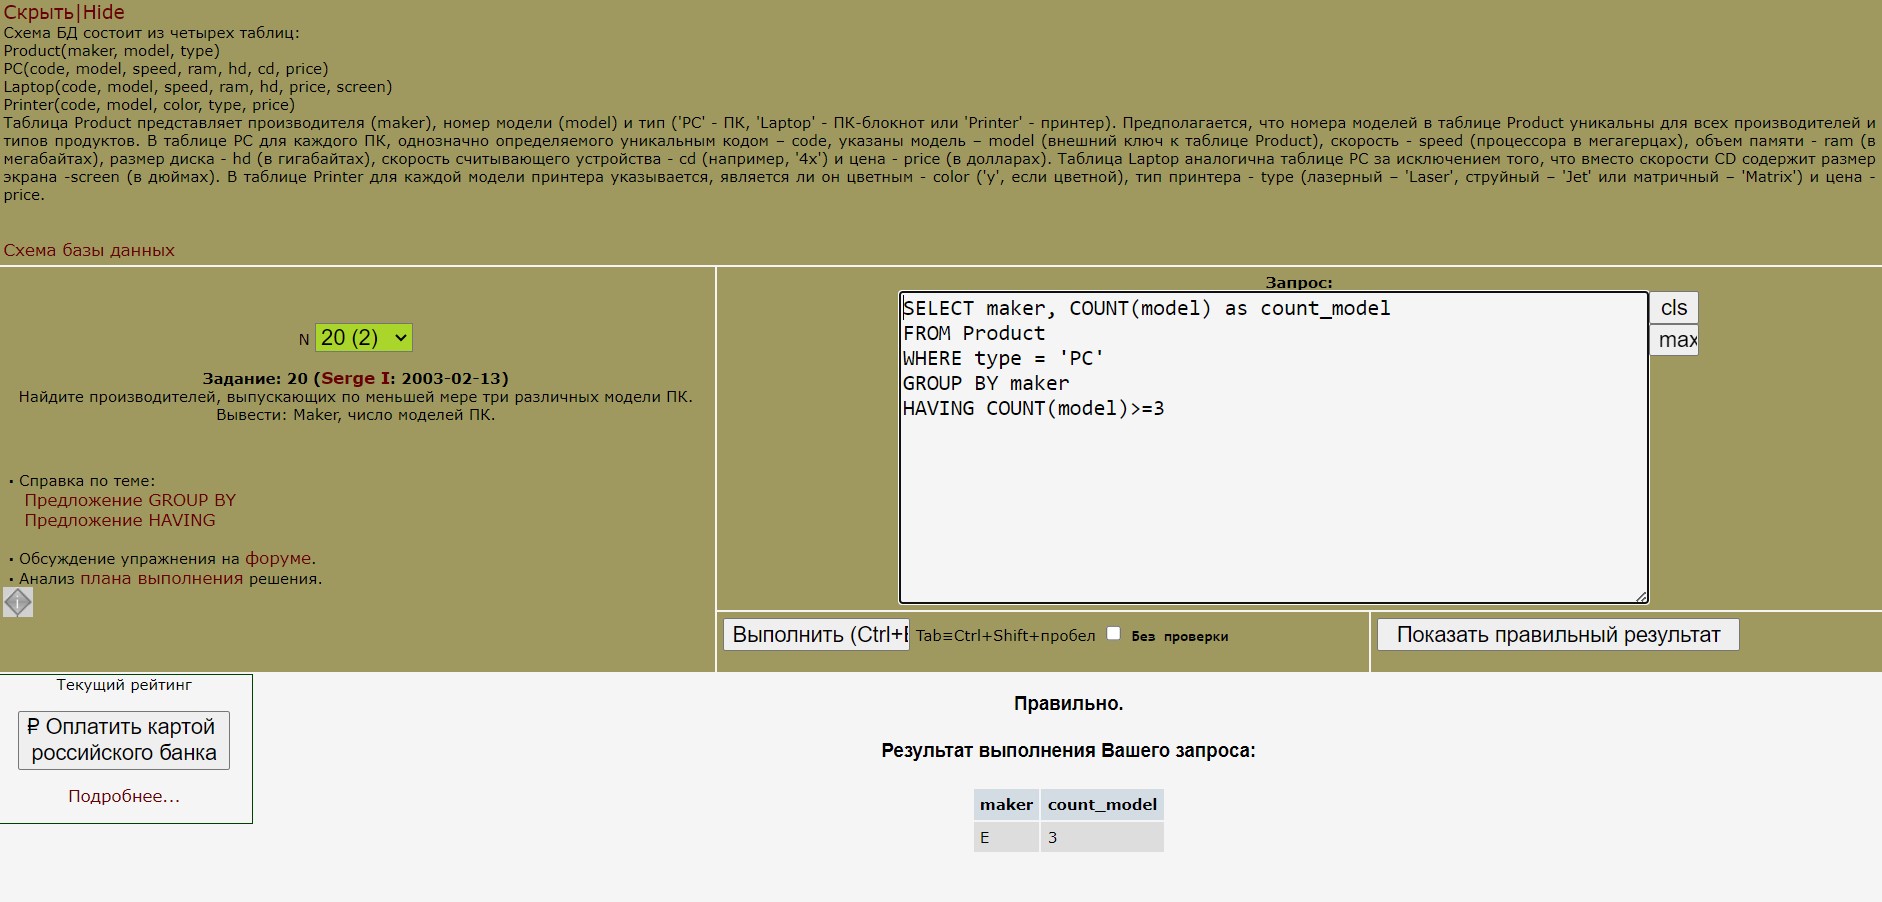 Скрыть|Hide
Схема БД состоит из четырех таблиц:
Product(maker, model, type)
PC(code, model, speed, ram, hd, cd, price)
Laptop(code, model, speed, ram, hd, price, screen)
Printer(code, model, color, type, price)
Таблица Product представляет производителя (maker), номер модели (model) и тип ('PC' - ПК, 'Laptop' - ПК-блокнот или 'Printer' - принтер). Предполагается, что номера моделей в таблице Product уникальны для всех производителей и
типов продуктов. В таблице PC для каждого ПК, однозначно определяемого уникальным кодом – code, указаны модель – model (внешний ключ к таблице Product), скорость - speed (процессора в мегагерцах), объем памяти - ram (в
мегабайтах), размер диска - hd (в гигабайтах), скорость считывающего устройства - cd (например, '4x') и цена - price (в долларах). Таблица Laptop аналогична таблице РС за исключением того, что вместо скорости CD содержит размер
экрана -screen (в дюймах). В таблице Printer для каждой модели принтера указывается, является ли он цветным - color ('y', если цветной), тип принтера - type (лазерный – 'Laser', струйный – 'Jet' или матричный – 'Matrix') и цена -
price.
Схема базы данных
N 20 (2)
Задание: 20 (Serge I: 2003-02-13)
Найдите производителей, выпускающих по меньшей мере три различных модели ПК.
Вывести: Maker, число моделей ПК.
• Справка по теме:
Предложение GROUP BY
Предложение HAVING
• Обсуждение упражнения на форуме.
• Анализ плана выполнения решения.
Запрос:
SELECT maker, COUNT(model) as count_model
FROM Product
WHERE type = 'PC'
GROUP BY maker
HAVING COUNT(model)>=3
cls
max
Выполнить (Ctrl+E Tab≡Ctrl+Shift+пробел Без проверки
Показать правильный результат
Текущий рейтинг
₽ Оплатить картой
российского банка
Подробнее...
Правильно.
Результат выполнения Вашего запроса:
maker count_model
E 3